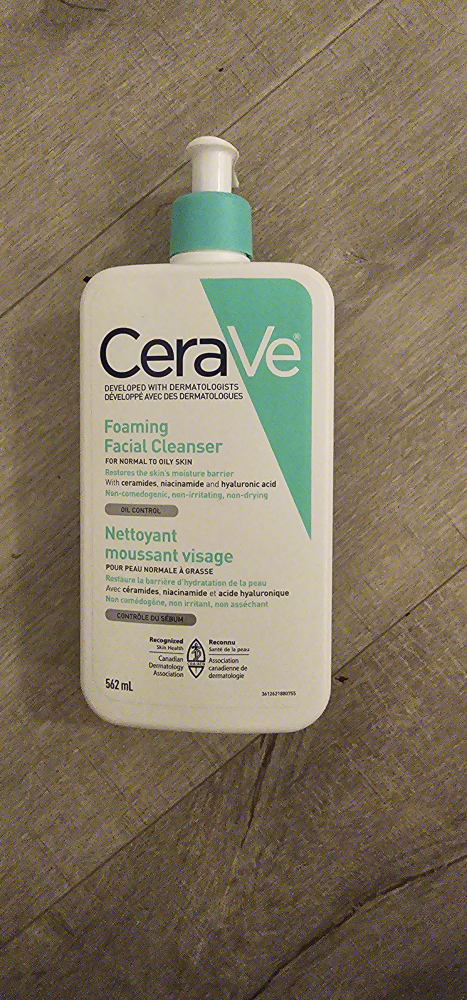 CeraVe®
DEVELOPED WITH DERMATOLOGISTS
DÉVELOPPÉ AVEC DES DERMATOLOGUES
Foaming
Facial Cleanser
FOR NORMAL TO OILY SKIN
Restores the skin's moisture barrier
With ceramides, niacinamide and hyaluronic acid
Non-comedogenic, non-irritating, non-drying
OIL CONTROL
Nettoyant
moussant visage
POUR PEAU NORMALE À GRASSE
Restaure la barrière d'hydratation de la peau
Avec céramides, niacinamide et acide hyaluronique
Non comédogène, non irritant, non asséchant
CONTRÔLE DU SÉBUM
Recognized
Skin Health
Canadian
Dermatology
Association
Reconnu
Santé de la peau
Association
canadienne de
dermatologie
562 mL
3612621880755